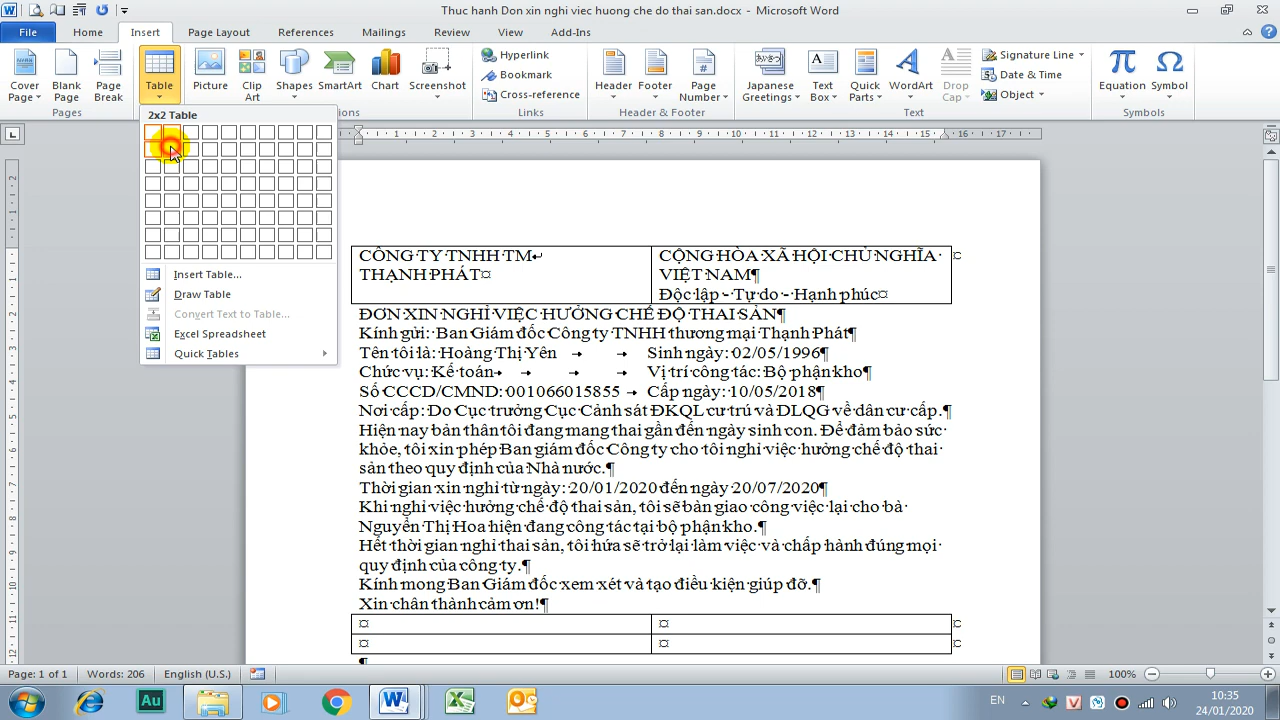 Thuc hanh Don xin nghi viec huong che do thai san.docx - Microsoft Word
File Home Insert Page Layout References Mailings Review View Add-Ins
Cover Page
Blank Page
Page Break
Table
Picture
Clip Art
Shapes
SmartArt
Chart
Screenshot
Hyperlink
Bookmark
Cross-reference
Header
Footer
Page Number
Japanese Greetings
Text Box
Quick Parts
WordArt
Drop Cap
Signature Line
Date & Time
Object
Equation
Symbol
Pages
Links
Header & Footer
Text
Symbols
2x2 Table
Insert Table...
Draw Table
Convert Text to Table...
Excel Spreadsheet
Quick Tables
CÔNG TY TNHH TM
THẠNH PHÁT
CỘNG HÒA XÃ HỘI CHỦ NGHĨA
VIỆT NAM
Độc lập - Tự do - Hạnh phúc
ĐƠN XIN NGHỈ VIỆC HƯỞNG CHẾ ĐỘ THAI SẢN
Kính gửi: Ban Giám đốc Công ty TNHH thương mại Thạnh Phát
Tên tôi là: Hoàng Thị Yên Sinh ngày: 02/05/1996
Chức vụ: Kế toán Vị trí công tác: Bộ phận kho
Số CCCD/CMND: 001066015855 Cấp ngày: 10/05/2018
Nơi cấp: Do Cục trưởng Cục Cảnh sát ĐKQL cư trú và DLQG về dân cư cấp.
Hiện nay bản thân tôi đang mang thai gần đến ngày sinh con. Để đảm bảo sức
khỏe, tôi xin phép Ban giám đốc Công ty cho tôi nghỉ việc hưởng chế độ thai
sản theo quy định của Nhà nước.
Thời gian xin nghỉ từ ngày: 20/01/2020 đến ngày 20/07/2020
Khi nghỉ việc hưởng chế độ thai sản, tôi sẽ bàn giao công việc lại cho bà
Nguyễn Thị Hoa hiện đang công tác tại bộ phận kho.
Hết thời gian nghỉ thai sản, tôi hứa sẽ trở lại làm việc và chấp hành đúng mọi
quy định của công ty.
Kính mong Ban Giám đốc xem xét và tạo điều kiện giúp đỡ.
Xin chân thành cảm ơn!
Page: 1 of 1 Words: 206 English (U.S.) 100%
EN
10:35
24/01/2020